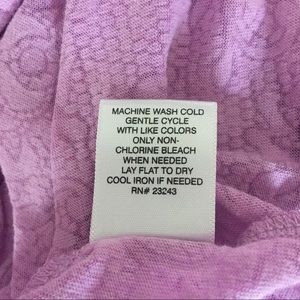 MACHINE WASH COLD
GENTLE CYCLE
WITH LIKE COLORS
ONLY NON-
CHLORINE BLEACH
WHEN NEEDED
LAY FLAT TO DRY
COOL IRON IF NEEDED
RN# 23243